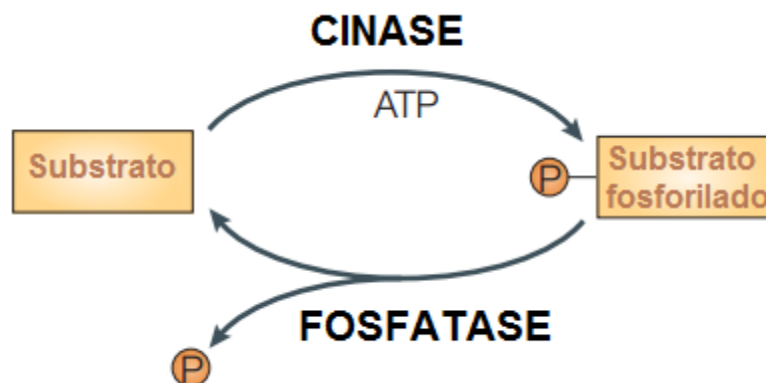 CINASE
ATP
Substrato
P
Substrato
fosforilado
FOSFATASE
P